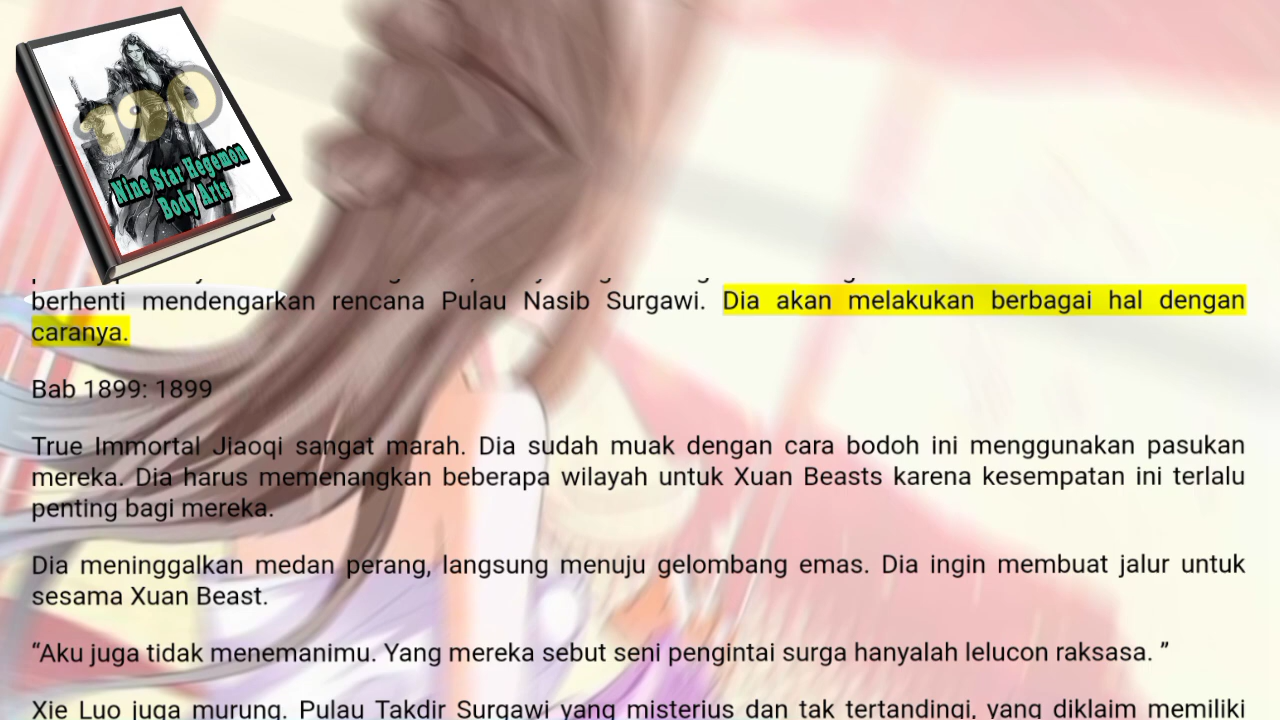 190
Nine Star Hegemon
Body Arts
berhenti mendengarkan rencana Pulau Nasib Surgawi. Dia akan melakukan berbagai hal dengan
caranya.
Bab 1899: 1899
True Immortal Jiaoqi sangat marah. Dia sudah muak dengan cara bodoh ini menggunakan pasukan
mereka. Dia harus memenangkan beberapa wilayah untuk Xuan Beasts karena kesempatan ini terlalu
penting bagi mereka.
Dia meninggalkan medan perang, langsung menuju gelombang emas. Dia ingin membuat jalur untuk
sesama Xuan Beast.
“Aku juga tidak menemanimu. Yang mereka sebut seni pengintai surga hanyalah lelucon raksasa. ”
Xie Luo juga murung. Pulau Takdir Surgawi yang misterius dan tak tertandingi, yang diklaim memiliki